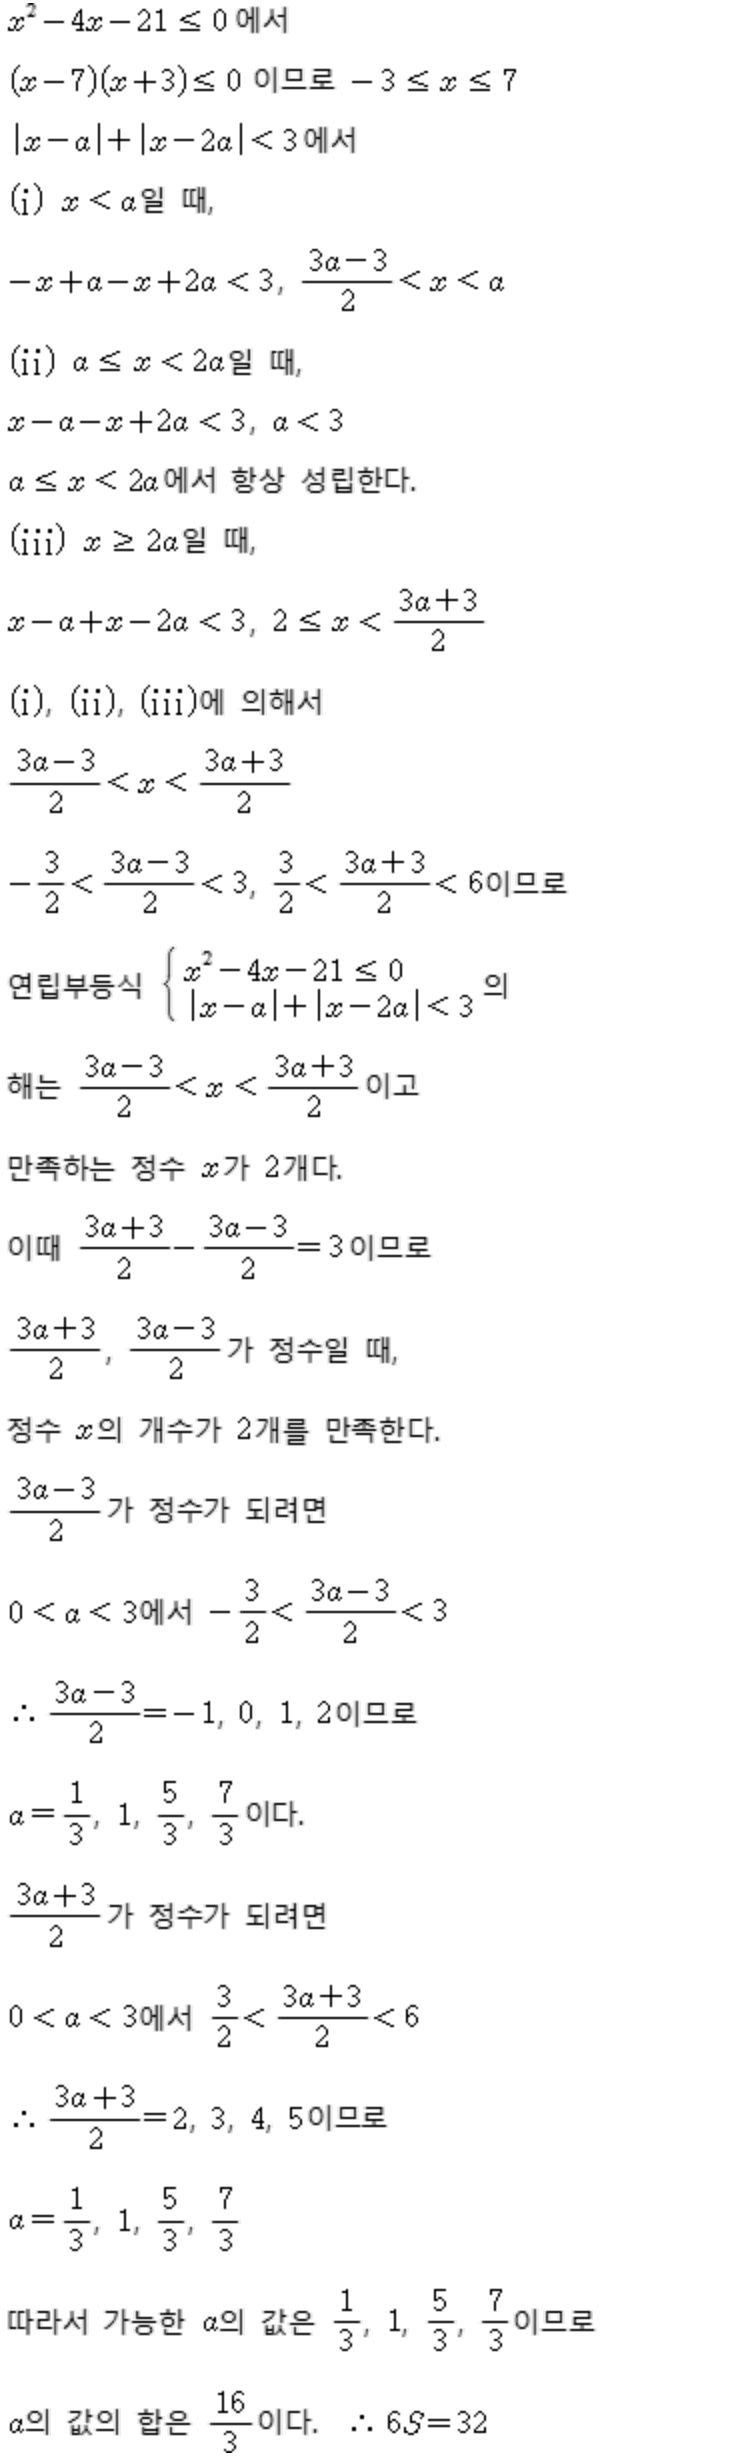 x² − 4x − 21 ≤ 0 에서
(x − 7)(x + 3) ≤ 0 이므로 −3 ≤ x ≤ 7
|x − a| + |x − 2a| < 3 에서
(i) x < a일 때,
−x + a − x + 2a < 3, (3a − 3)/2 < x < a
(ii) a ≤ x < 2a일 때,
x − a − x + 2a < 3, a < 3
a ≤ x < 2a에서 항상 성립한다.
(iii) x ≥ 2a일 때,
x − a + x − 2a < 3, 2 ≤ x < (3a + 3)/2
(i), (ii), (iii)에 의해서
(3a − 3)/2 < x < (3a + 3)/2
−3/2 < (3a − 3)/2 < 3, 3/2 < (3a + 3)/2 < 6이므로
연립부등식 { x² − 4x − 21 ≤ 0
|x − a| + |x − 2a| < 3 의
해는 (3a − 3)/2 < x < (3a + 3)/2 이고
만족하는 정수 x가 2개다.
이때 (3a + 3)/2 − (3a − 3)/2 = 3이므로
(3a + 3)/2, (3a − 3)/2 가 정수일 때,
정수 x의 개수가 2개를 만족한다.
(3a − 3)/2 가 정수가 되려면
0 < a < 3에서 −3/2 < (3a − 3)/2 < 3
∴ (3a − 3)/2 = −1, 0, 1, 2이므로
a = 1/3, 1, 5/3, 7/3 이다.
(3a + 3)/2 가 정수가 되려면
0 < a < 3에서 3/2 < (3a + 3)/2 < 6
∴ (3a + 3)/2 = 2, 3, 4, 5이므로
a = 1/3, 1, 5/3, 7/3
따라서 가능한 a의 값은 1/3, 1, 5/3, 7/3 이므로
a의 값의 합은 16/3 이다. ∴ 6S = 32